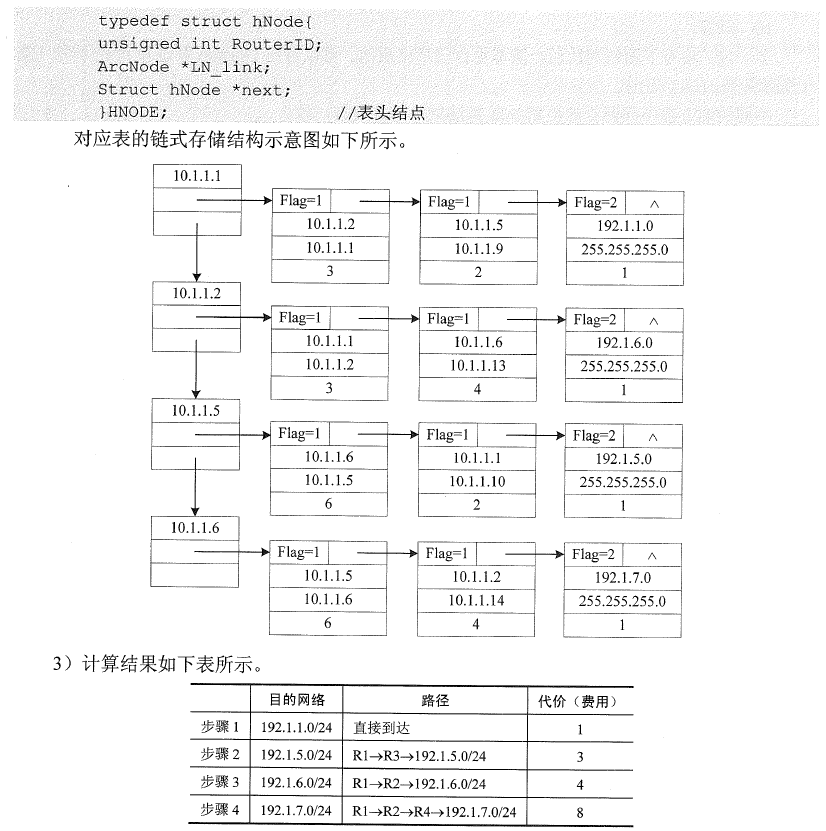 typedef struct hNode{
unsigned int RouterID;
ArcNode *LN_link;
Struct hNode *next;
}HNODE; //表头结点
对应表的链式存储结构示意图如下所示。
10.1.1.1
Flag=1 Flag=1 Flag=2 ∧
10.1.1.2 10.1.1.5 192.1.1.0
10.1.1.1 10.1.1.9 255.255.255.0
3 2 1
10.1.1.2
Flag=1 Flag=1 Flag=2 ∧
10.1.1.1 10.1.1.6 192.1.6.0
10.1.1.2 10.1.1.13 255.255.255.0
3 4 1
10.1.1.5
Flag=1 Flag=1 Flag=2 ∧
10.1.1.6 10.1.1.1 192.1.5.0
10.1.1.5 10.1.1.10 255.255.255.0
6 2 1
10.1.1.6
Flag=1 Flag=1 Flag=2 ∧
10.1.1.5 10.1.1.2 192.1.7.0
10.1.1.6 10.1.1.14 255.255.255.0
6 4 1
3）计算结果如下表所示。
目的网络 路径 代价（费用）
步骤 1 192.1.1.0/24 直接到达 1
步骤 2 192.1.5.0/24 R1→R3→192.1.5.0/24 3
步骤 3 192.1.6.0/24 R1→R2→192.1.6.0/24 4
步骤 4 192.1.7.0/24 R1→R2→R4→192.1.7.0/24 8